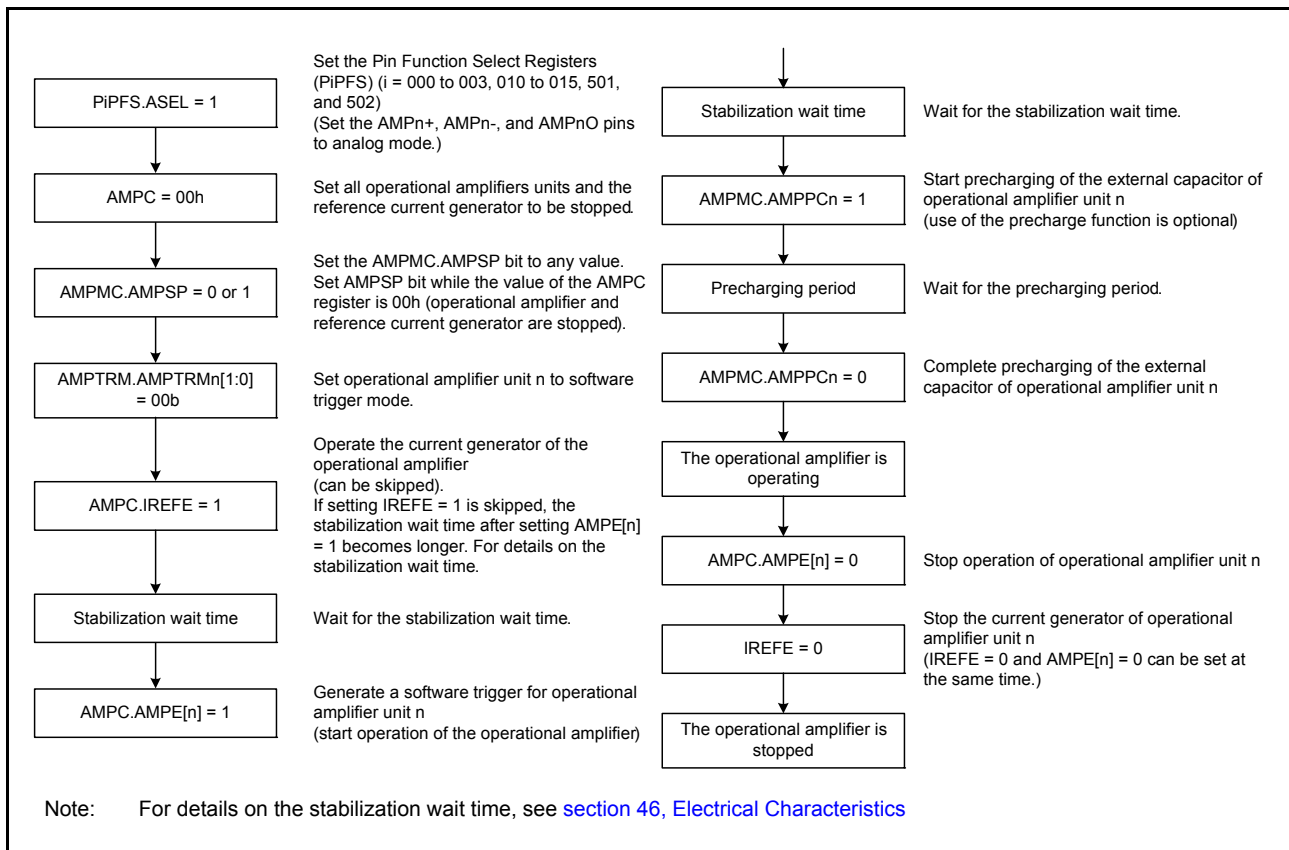 PiPFS.ASEL = 1
Set the Pin Function Select Registers
(PiPFS) (i = 000 to 003, 010 to 015, 501,
and 502)
(Set the AMPn+, AMPn-, and AMPnO pins
to analog mode.)
AMPC = 00h
Set all operational amplifiers units and the
reference current generator to be stopped.
AMPMC.AMPSP = 0 or 1
Set the AMPMC.AMPSP bit to any value.
Set AMPSP bit while the value of the AMPC
register is 00h (operational amplifier and
reference current generator are stopped).
AMPTRM.AMPTRMn[1:0]
= 00b
Set operational amplifier unit n to software
trigger mode.
AMPC.IREFE = 1
Operate the current generator of the
operational amplifier
(can be skipped).
If setting IREFE = 1 is skipped, the
stabilization wait time after setting AMPE[n]
= 1 becomes longer. For details on the
stabilization wait time.
Stabilization wait time
Wait for the stabilization wait time.
AMPC.AMPE[n] = 1
Generate a software trigger for operational
amplifier unit n
(start operation of the operational amplifier)
Stabilization wait time
Wait for the stabilization wait time.
AMPMC.AMPPCn = 1
Start precharging of the external capacitor of
operational amplifier unit n
(use of the precharge function is optional)
Precharging period
Wait for the precharging period.
AMPMC.AMPPCn = 0
Complete precharging of the external
capacitor of operational amplifier unit n
The operational amplifier is
operating
AMPC.AMPE[n] = 0
Stop operation of operational amplifier unit n
IREFE = 0
Stop the current generator of operational
amplifier unit n
(IREFE = 0 and AMPE[n] = 0 can be set at
the same time.)
The operational amplifier is
stopped
Note: For details on the stabilization wait time, see section 46, Electrical Characteristics